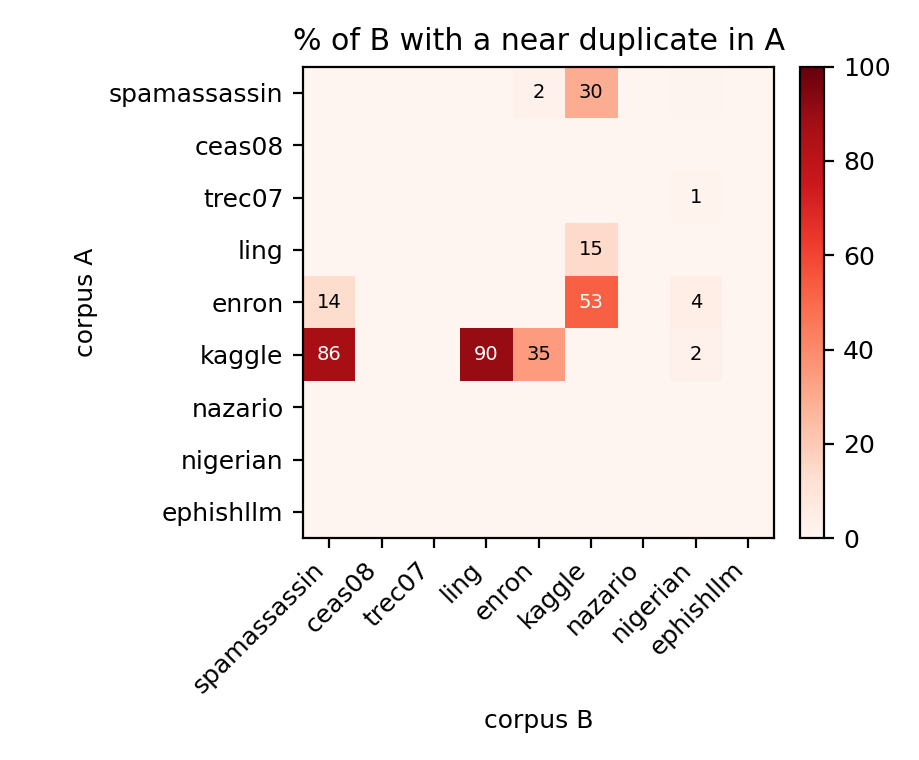 % of B with a near duplicate in A
spamassassin
2 30
ceas08
trec07
1
ling
15
enron
14 53 4
kaggle
86 90 35 2
nazario
nigerian
ephishllm
corpus A
spamassassin
ceas08
trec07
ling
enron
kaggle
nazario
nigerian
ephishllm
corpus B
100
80
60
40
20
0